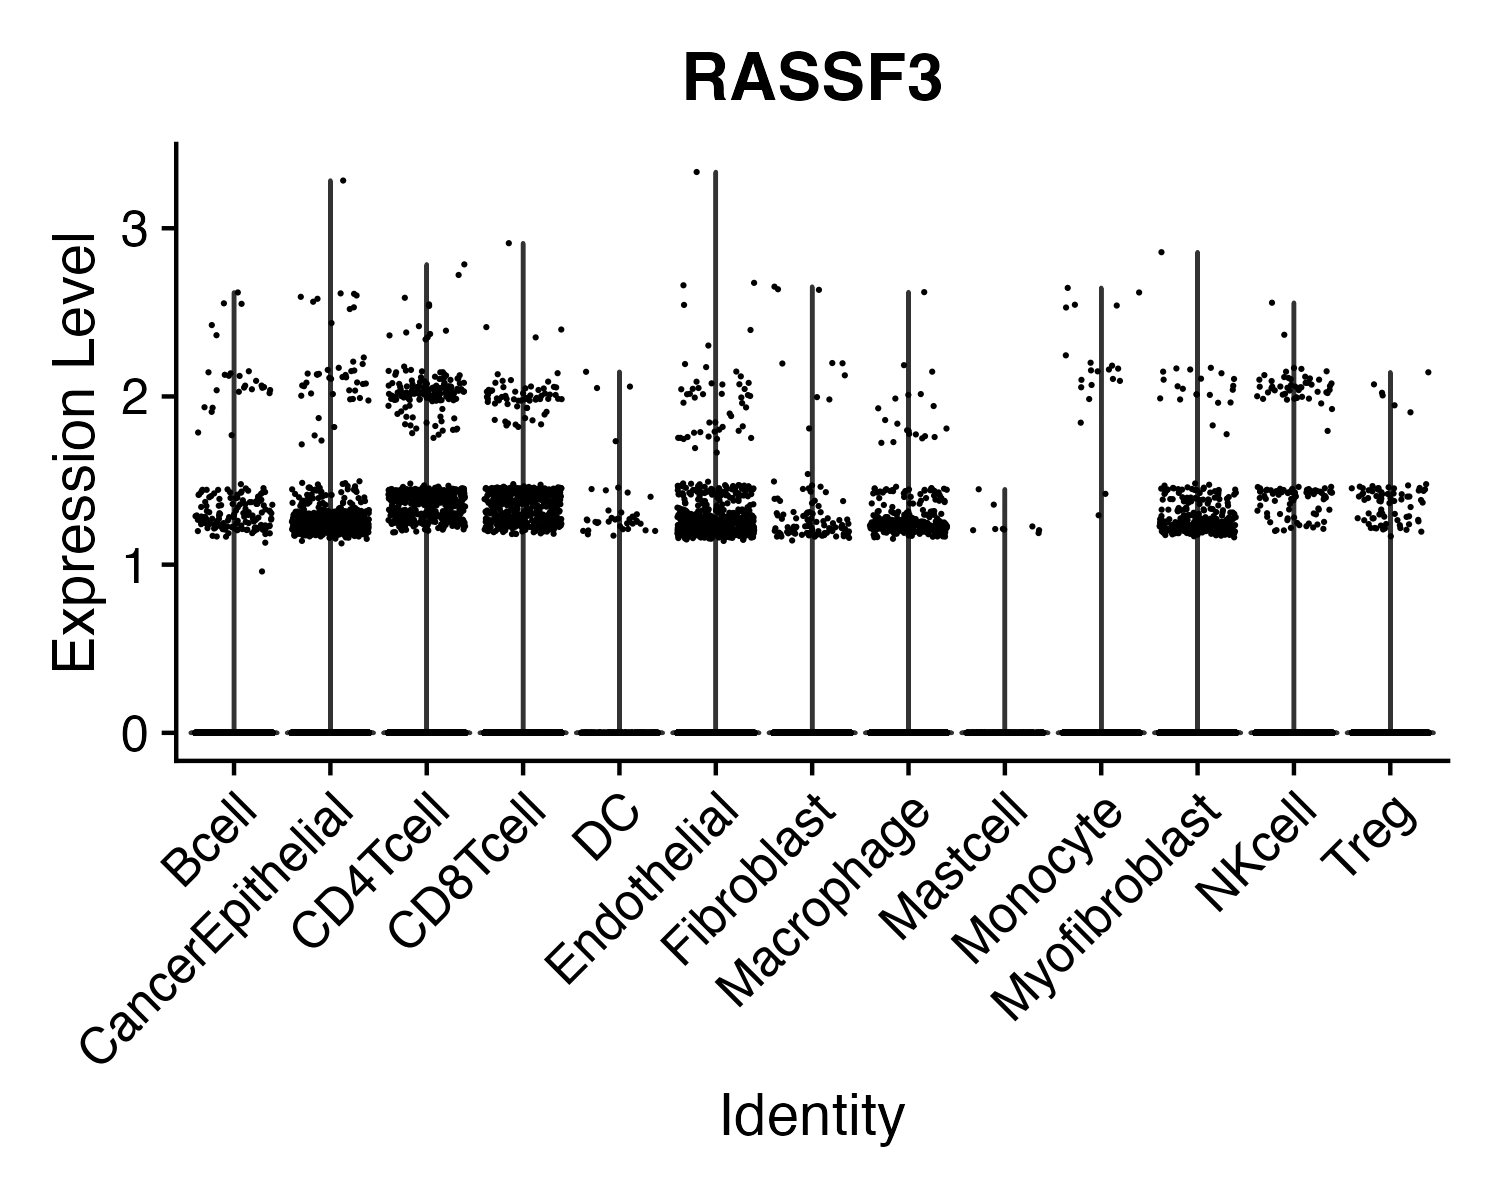 RASSF3
Expression Level
3
2
1
0
Bcell
CancerEpithelial
CD4Tcell
CD8Tcell
DC
Endothelial
Fibroblast
Macrophage
Mastcell
Monocyte
Myofibroblast
NKcell
Treg
Identity